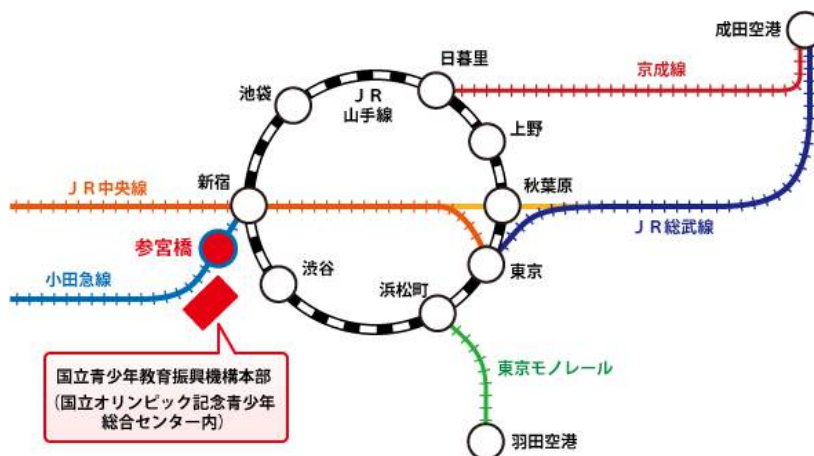 成田空港
日暮里
京成線
池袋
ＪＲ
山手線
上野
ＪＲ中央線
新宿
秋葉原
ＪＲ総武線
参宮橋
小田急線
渋谷
浜松町
東京
東京モノレール
国立青少年教育振興機構本部
（国立オリンピック記念青少年
総合センター内）
羽田空港